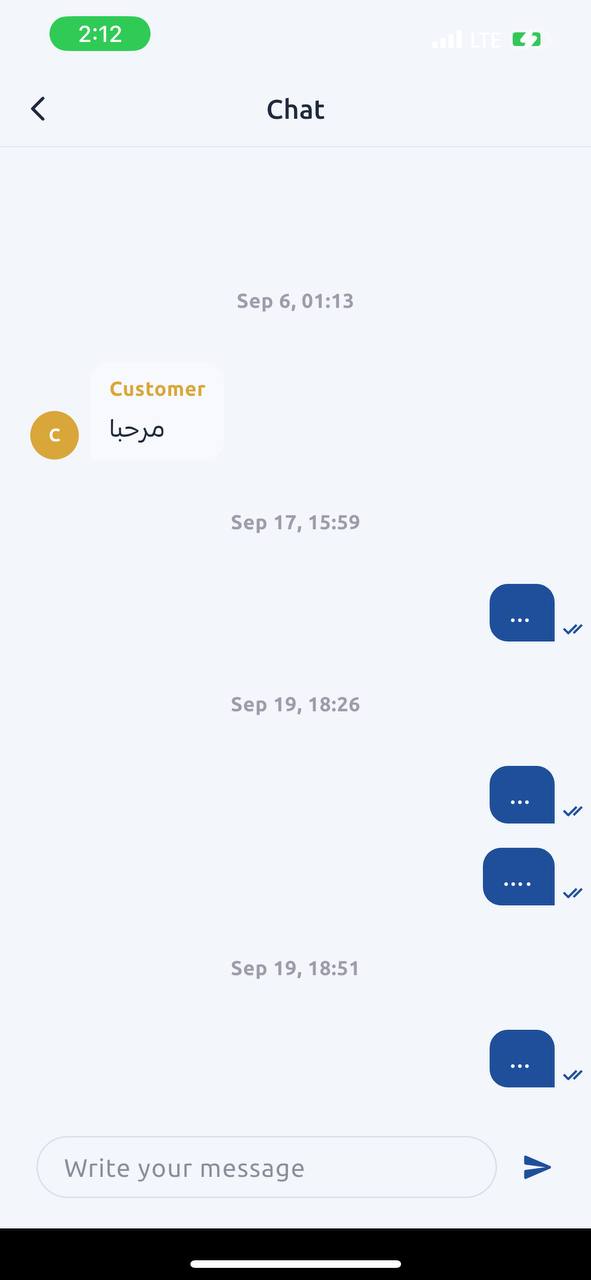 2:12
LTE
Chat
Sep 6, 01:13
Customer
C
مرحبا
Sep 17, 15:59
...
Sep 19, 18:26
...
....
Sep 19, 18:51
...
Write your message